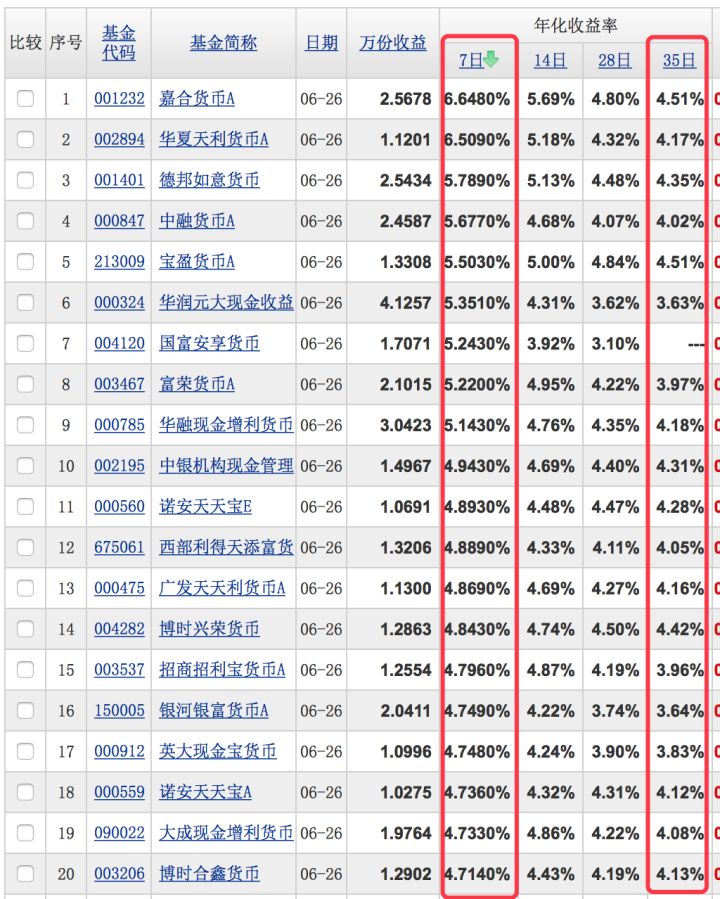 比较 序号 基金代码 基金简称 日期 万份收益 年化收益率
7日 14日 28日 35日
1 001232 嘉合货币A 06-26 2.5678 6.6480% 5.69% 4.80% 4.51%
2 002894 华夏天利货币A 06-26 1.1201 6.5090% 5.18% 4.32% 4.17%
3 001401 德邦如意货币 06-26 2.5434 5.7890% 5.13% 4.48% 4.35%
4 000847 中融货币A 06-26 2.4587 5.6770% 4.68% 4.07% 4.02%
5 213009 宝盈货币A 06-26 1.3308 5.5030% 5.00% 4.84% 4.51%
6 000324 华润元大现金收益 06-26 4.1257 5.3510% 4.31% 3.62% 3.63%
7 004120 国富安享货币 06-26 1.7071 5.2430% 3.92% 3.10% ---
8 003467 富荣货币A 06-26 2.1015 5.2200% 4.95% 4.22% 3.97%
9 000785 华融现金增利货币 06-26 3.0423 5.1430% 4.76% 4.35% 4.18%
10 002195 中银机构现金管理 06-26 1.4967 4.9430% 4.69% 4.40% 4.31%
11 000560 诺安天天宝E 06-26 1.0691 4.8930% 4.48% 4.47% 4.28%
12 675061 西部利得天添富货 06-26 1.3206 4.8890% 4.33% 4.11% 4.05%
13 000475 广发天天利货币A 06-26 1.1300 4.8690% 4.69% 4.27% 4.16%
14 004282 博时兴荣货币 06-26 1.2863 4.8430% 4.74% 4.50% 4.42%
15 003537 招商招利宝货币A 06-26 1.2554 4.7960% 4.87% 4.19% 3.96%
16 150005 银河银富货币A 06-26 2.0411 4.7490% 4.22% 3.74% 3.64%
17 000912 英大现金宝货币 06-26 1.0996 4.7480% 4.24% 3.90% 3.83%
18 000559 诺安天天宝A 06-26 1.0275 4.7360% 4.32% 4.31% 4.12%
19 090022 大成现金增利货币 06-26 1.9764 4.7330% 4.86% 4.22% 4.08%
20 003206 博时合鑫货币 06-26 1.2902 4.7140% 4.43% 4.19% 4.13%